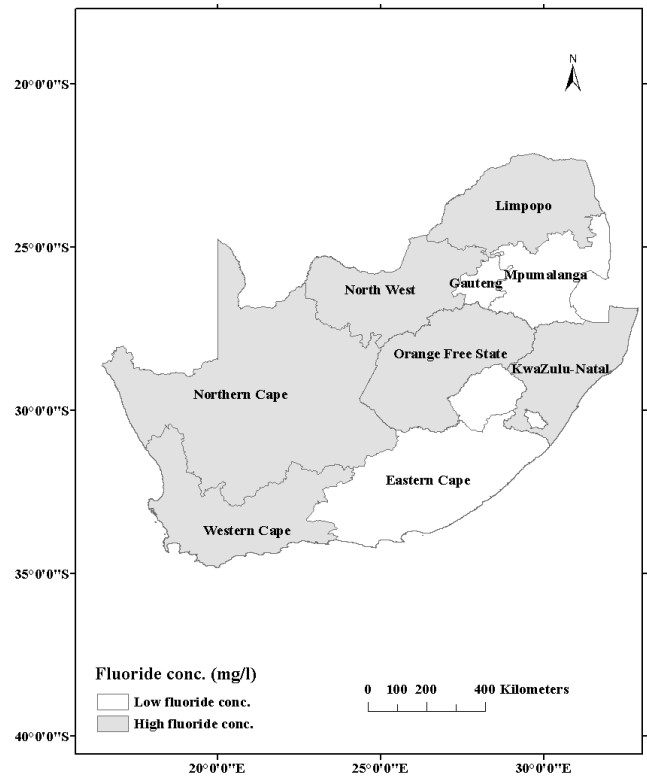 N
20°0'0"S
Limpopo
25°0'0"S
Mpumalanga
Gauteng
North West
Orange Free State
KwaZulu-Natal
Northern Cape
30°0'0"S
Eastern Cape
Western Cape
35°0'0"S
Fluoride conc. (mg/l)
Low fluoride conc.
High fluoride conc.
0 100 200 400 Kilometers
40°0'0"S
20°0'0"E 25°0'0"E 30°0'0"E